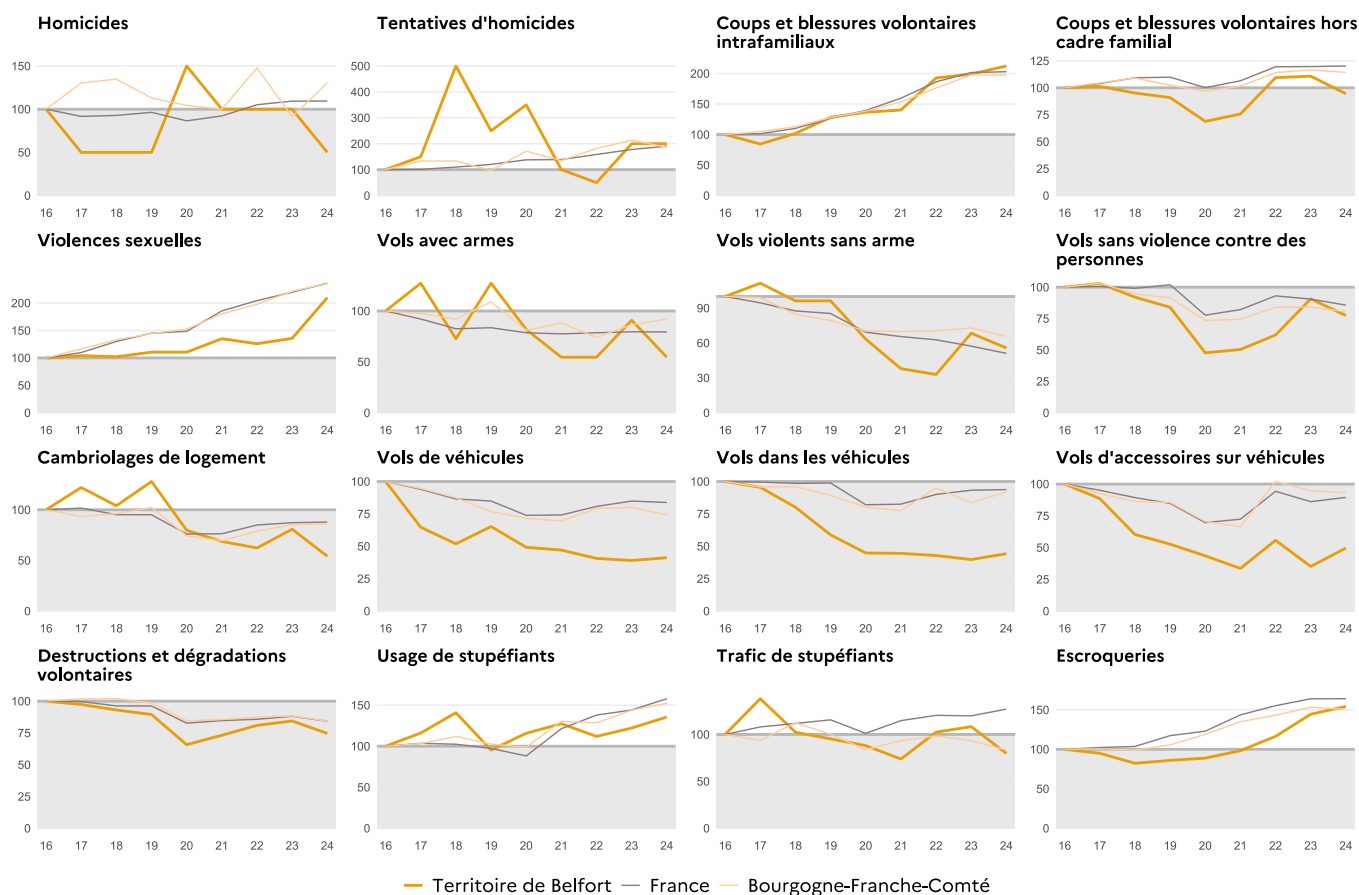 Homicides
150
100
50
0
16 17 18 19 20 21 22 23 24
Tentatives d'homicides
500
400
300
200
100
0
16 17 18 19 20 21 22 23 24
Coups et blessures volontaires
intrafamiliaux
200
150
100
50
0
16 17 18 19 20 21 22 23 24
Coups et blessures volontaires hors
cadre familial
125
100
75
50
25
0
16 17 18 19 20 21 22 23 24
Violences sexuelles
200
150
100
50
0
16 17 18 19 20 21 22 23 24
Vols avec armes
100
50
0
16 17 18 19 20 21 22 23 24
Vols violents sans arme
90
60
30
0
16 17 18 19 20 21 22 23 24
Vols sans violence contre des
personnes
100
75
50
25
0
16 17 18 19 20 21 22 23 24
Cambriolages de logement
100
50
0
16 17 18 19 20 21 22 23 24
Vols de véhicules
100
75
50
25
0
16 17 18 19 20 21 22 23 24
Vols dans les véhicules
100
75
50
25
0
16 17 18 19 20 21 22 23 24
Vols d'accessoires sur véhicules
100
75
50
25
0
16 17 18 19 20 21 22 23 24
Destructions et dégradations
volontaires
100
75
50
25
0
16 17 18 19 20 21 22 23 24
Usage de stupéfiants
150
100
50
0
16 17 18 19 20 21 22 23 24
Trafic de stupéfiants
100
50
0
16 17 18 19 20 21 22 23 24
Escroqueries
150
100
50
0
16 17 18 19 20 21 22 23 24
Territoire de Belfort France Bourgogne-Franche-Comté